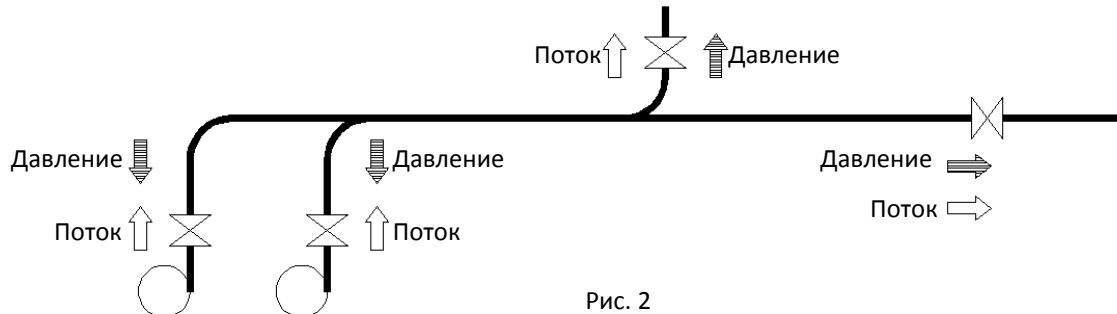 Поток
Давление
Давление
Давление
Давление
Поток
Поток
Поток
Рис. 2